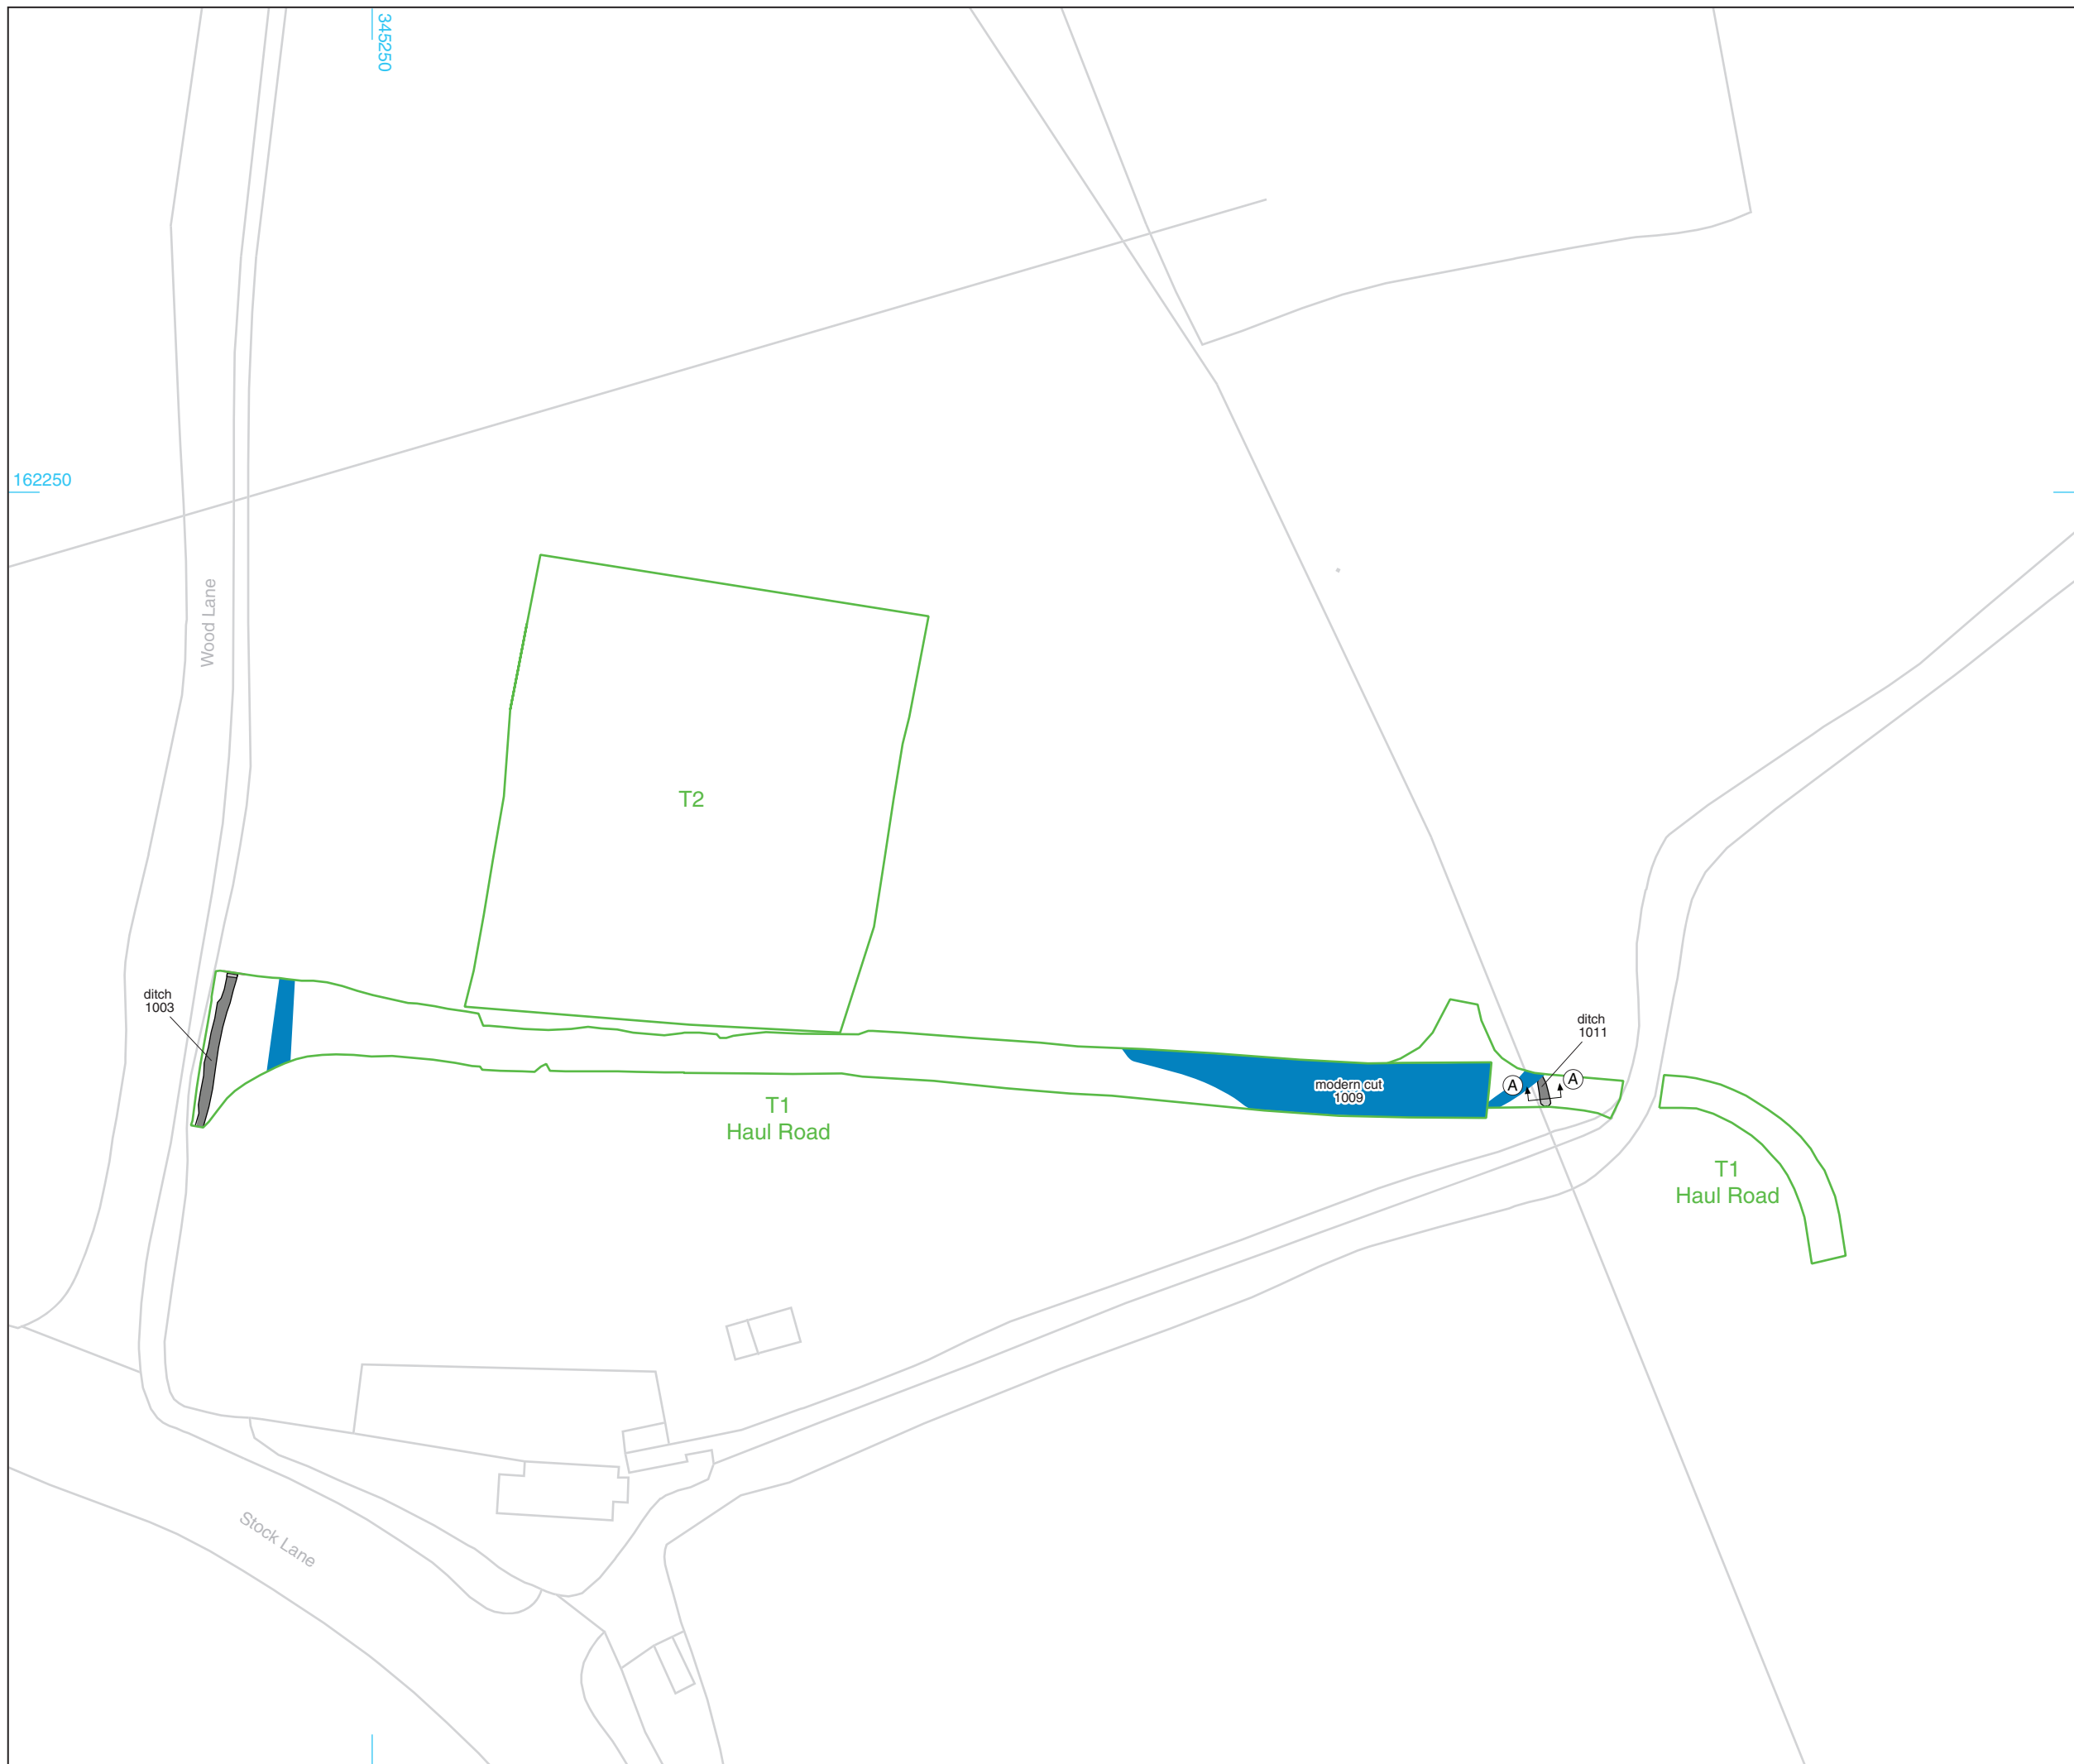 345250
162250
Wood Lane
T2
ditch
1003
ditch
1011
A
A
modern cut
1009
T1
Haul Road
T1
Haul Road
Stock Lane